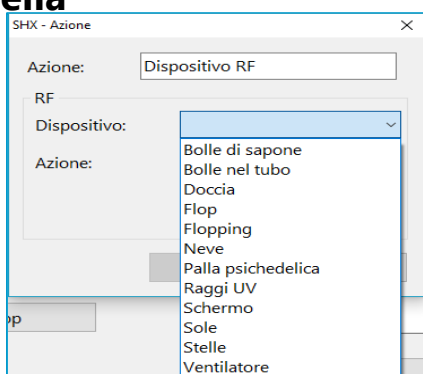 SHX - Azione
Azione: Dispositivo RF
RF
Dispositivo:
Azione:
Bolle di sapone
Bolle nel tubo
Doccia
Flop
Flopping
Neve
Palla psichedelica
Raggi UV
Schermo
Sole
Stelle
Ventilatore